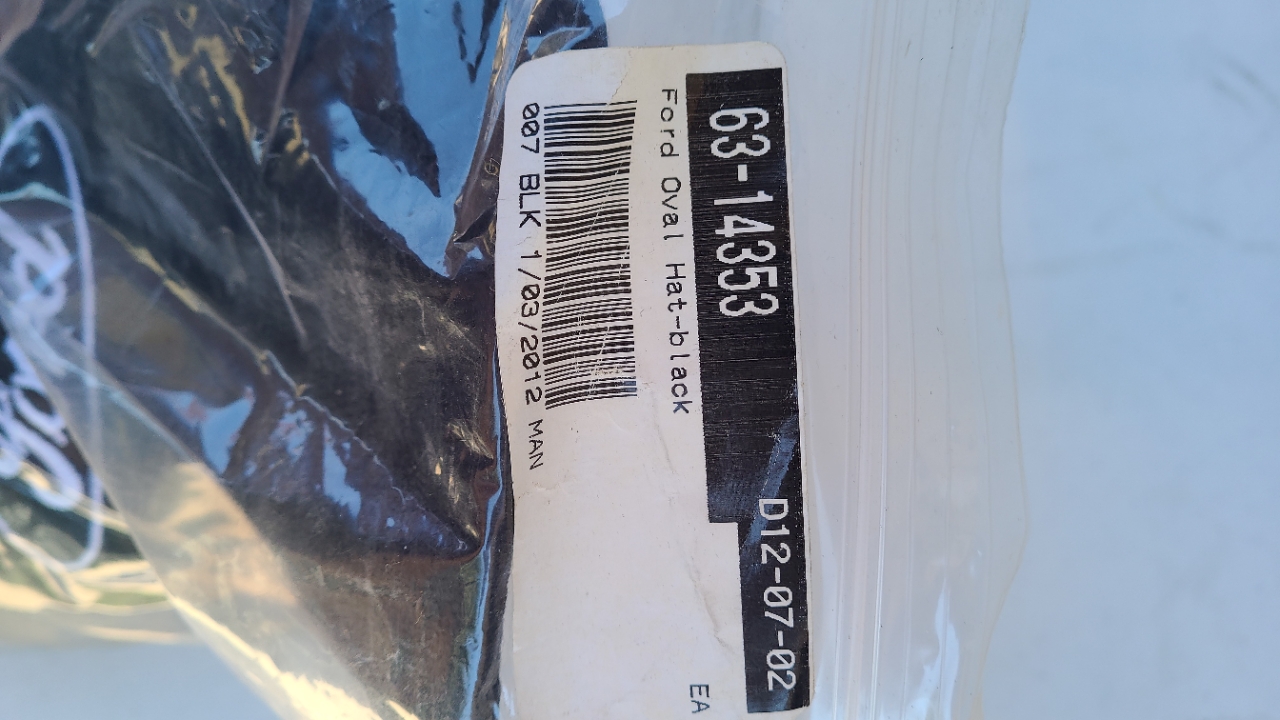 63-14353
D12-07-02
Ford Oval Hat-black
EA
007 BLK 1/03/2012 MAN